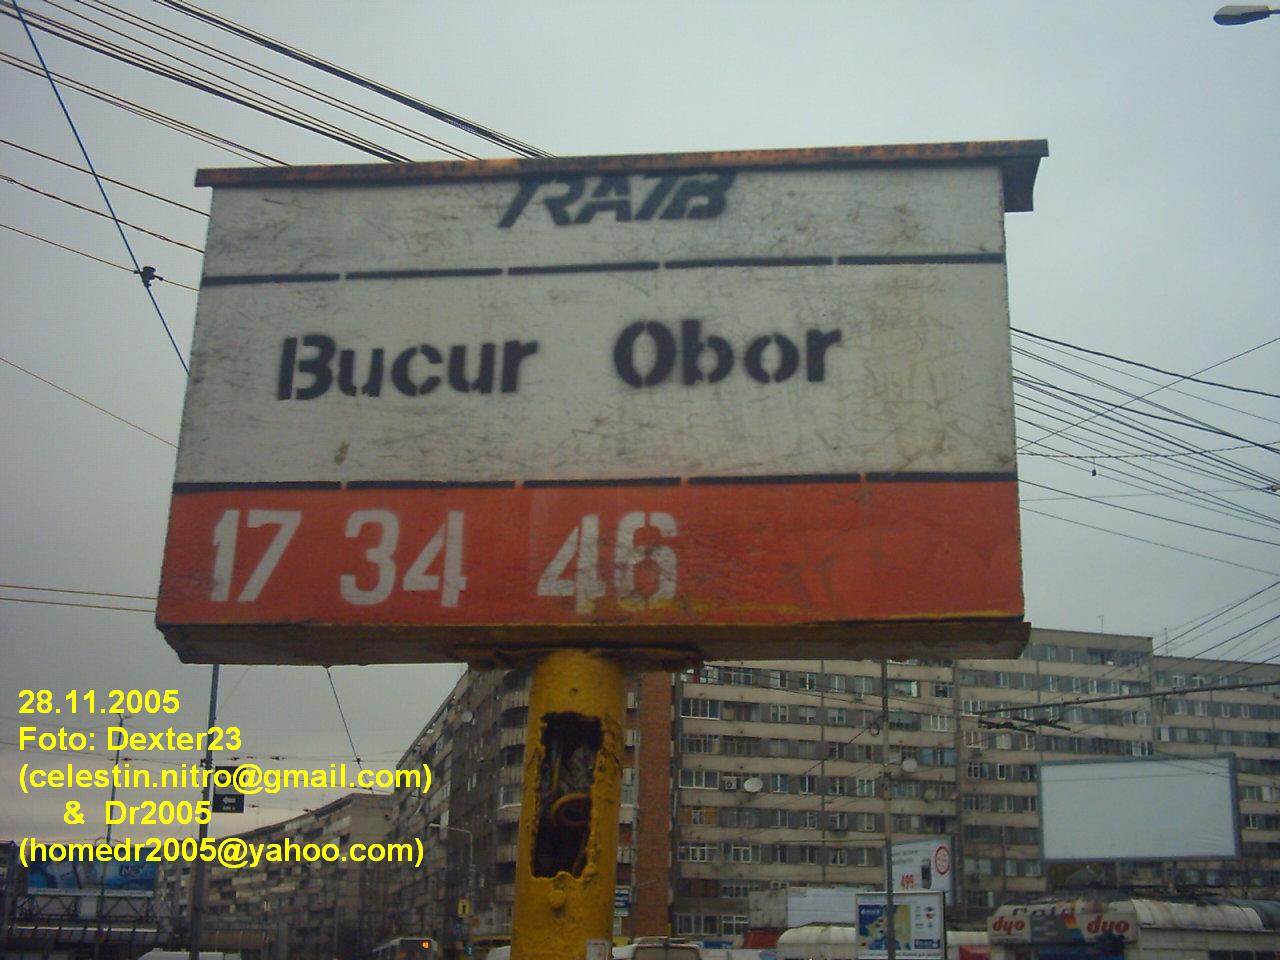 RATB
Bucur Obor
17 34 46
28.11.2005
Foto: Dexter23
(celestin.nitro@gmail.com)
& Dr2005
(homedr2005@yahoo.com)
499
dyo dyo